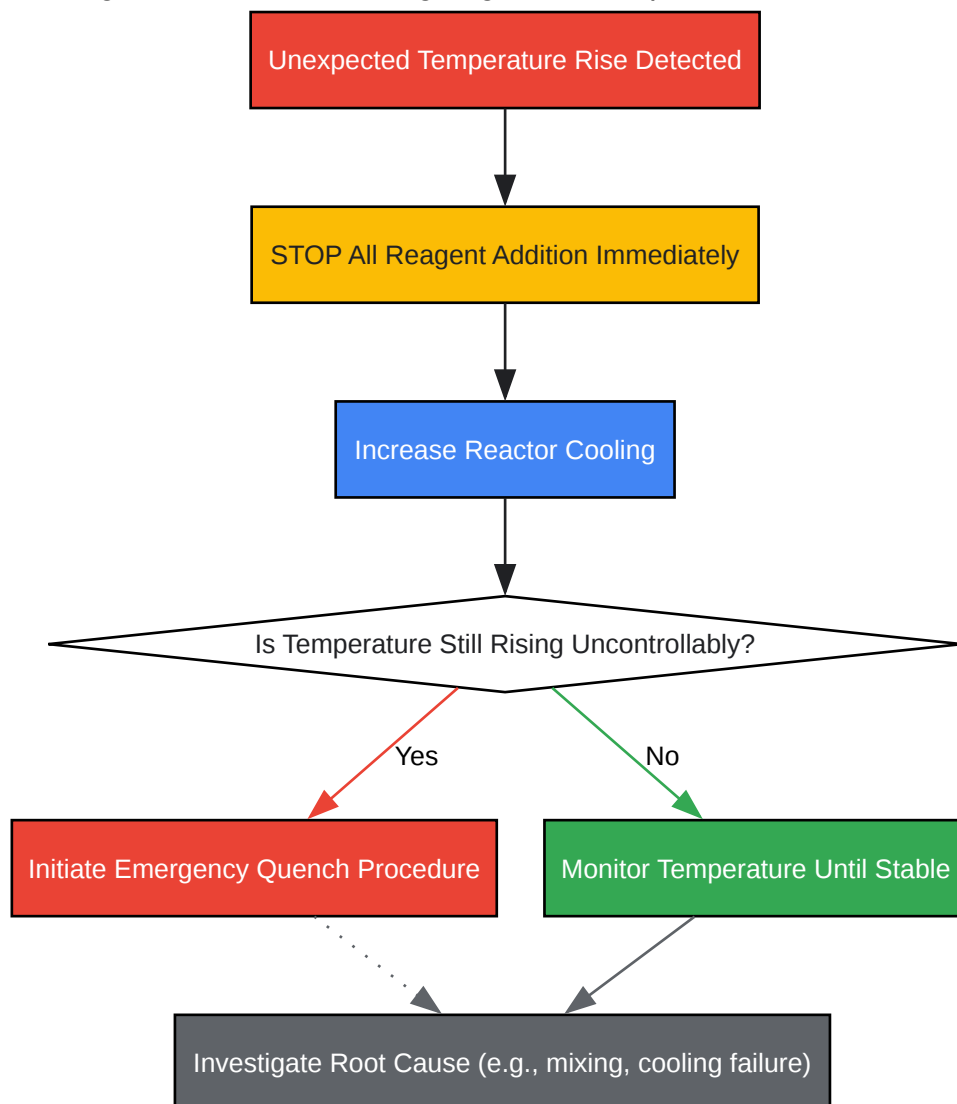 Unexpected Temperature Rise Detected
STOP All Reagent Addition Immediately
Increase Reactor Cooling
Is Temperature Still Rising Uncontrollably?
Yes
No
Initiate Emergency Quench Procedure
Monitor Temperature Until Stable
Investigate Root Cause (e.g., mixing, cooling failure)